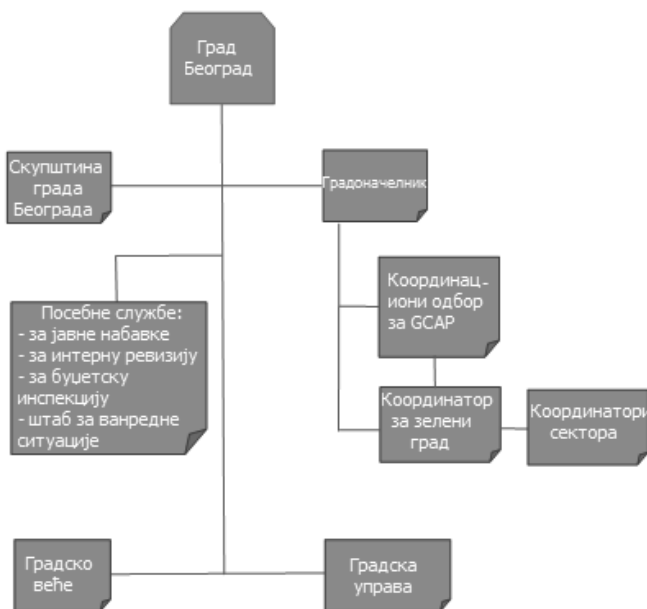 Град
Београд
Скупштина
града
Београда
Градоначелник
Координац-
иони одбор
за GCAP
Посебне службе:
- за јавне набавке
- за интерну ревизију
- за буџетску
инспекцију
- штаб за ванредне
ситуације
Координатор
за зелени
град
Координатори
сектора
Градско
веће
Градска
управа